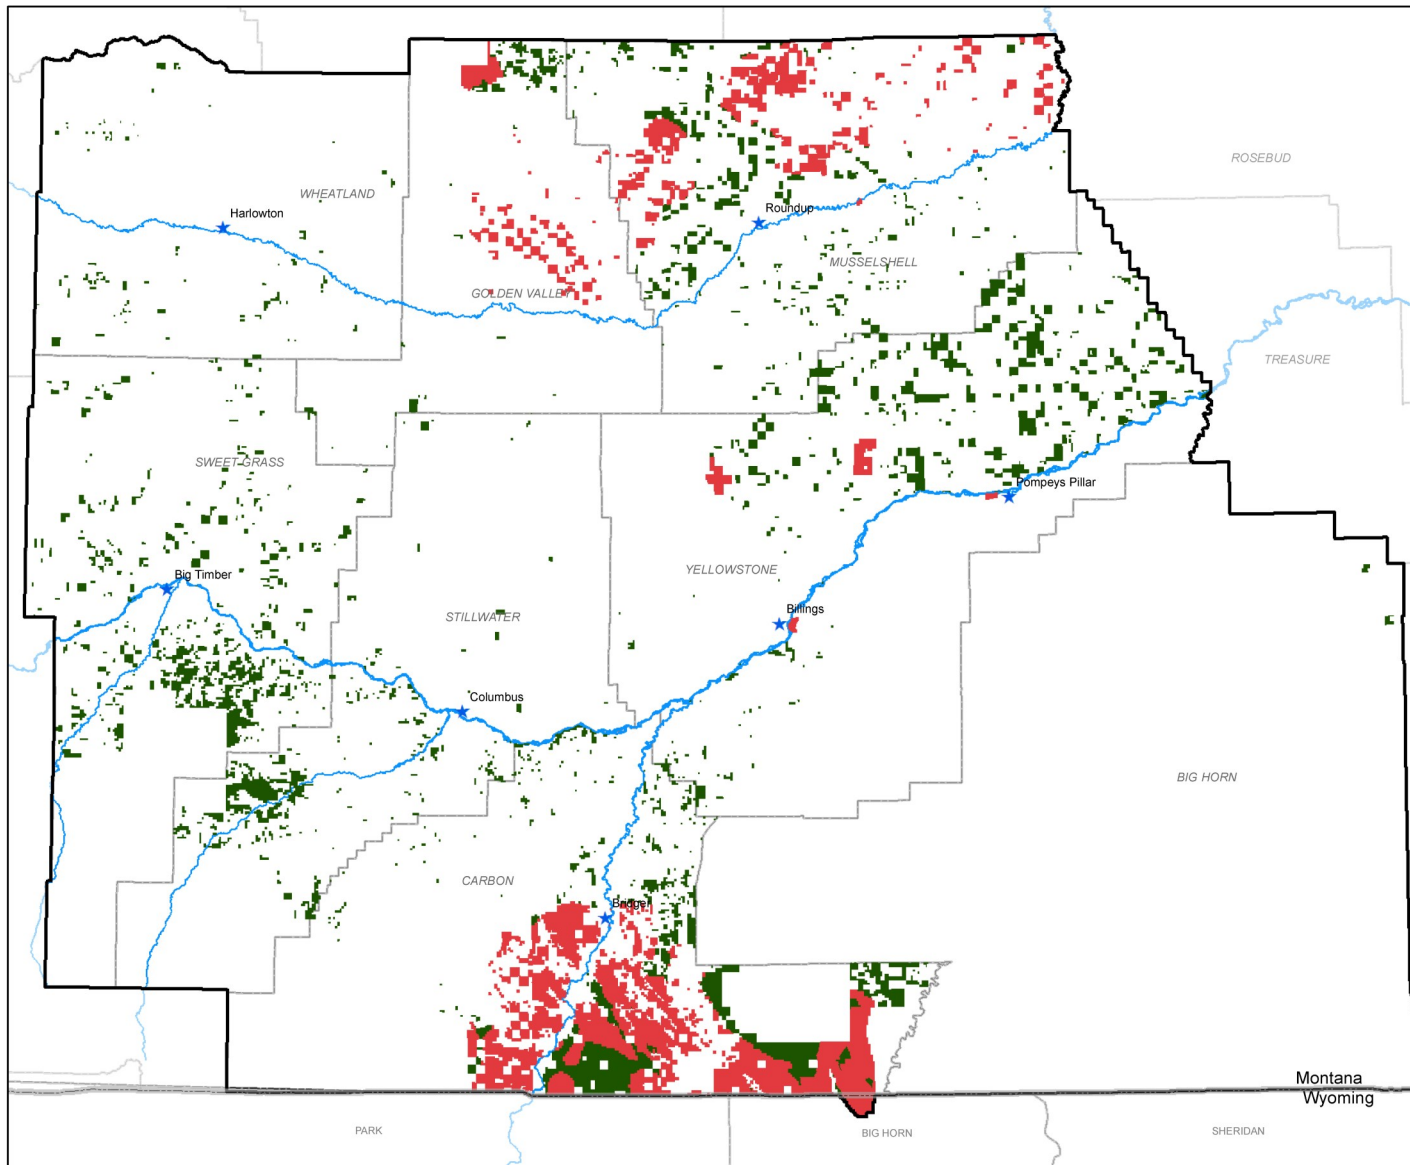 ROSEBUD
WHEATLAND
Harlowton
Roundup
MUSSELSHELL
GOLDEN VALLEY
TREASURE
SWEET GRASS
Pompeys Pillar
Big Timber
YELLOWSTONE
Billings
STILLWATER
Columbus
BIG HORN
CARBON
Bridger
Montana
Wyoming
PARK
BIG HORN
SHERIDAN